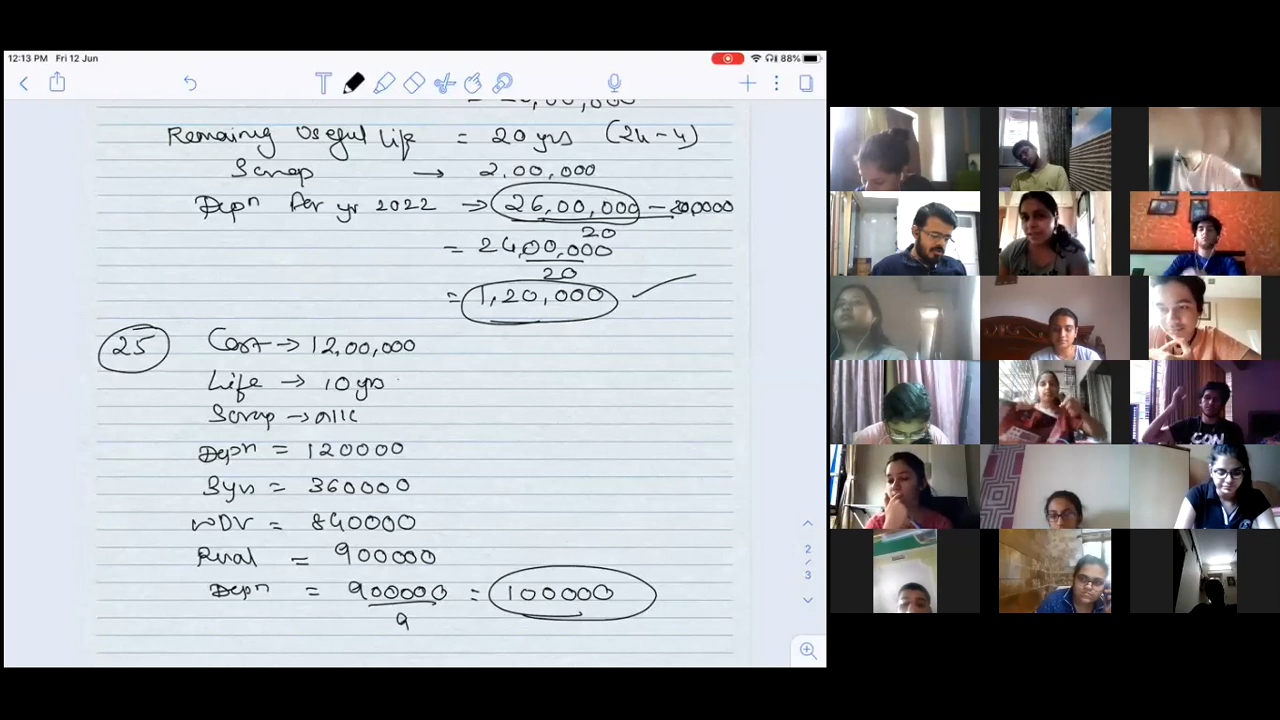 12:13 PM Fri 12 Jun
88%
Remaining Useful Life = 20 yrs (24-4)
Scrap → 2,00,000
Depn Per yr 2022 → 26,00,000 - 200000
20
= 24,00,000
20
= 1,20,000
25 Cost → 12,00,000
Life → 10 yrs
Scrap →
Depn = 120000
3yrs = 360000
WDV = 840000
Rval = 900000
Depn = 900000 = 100000
9
2
/
3
CON